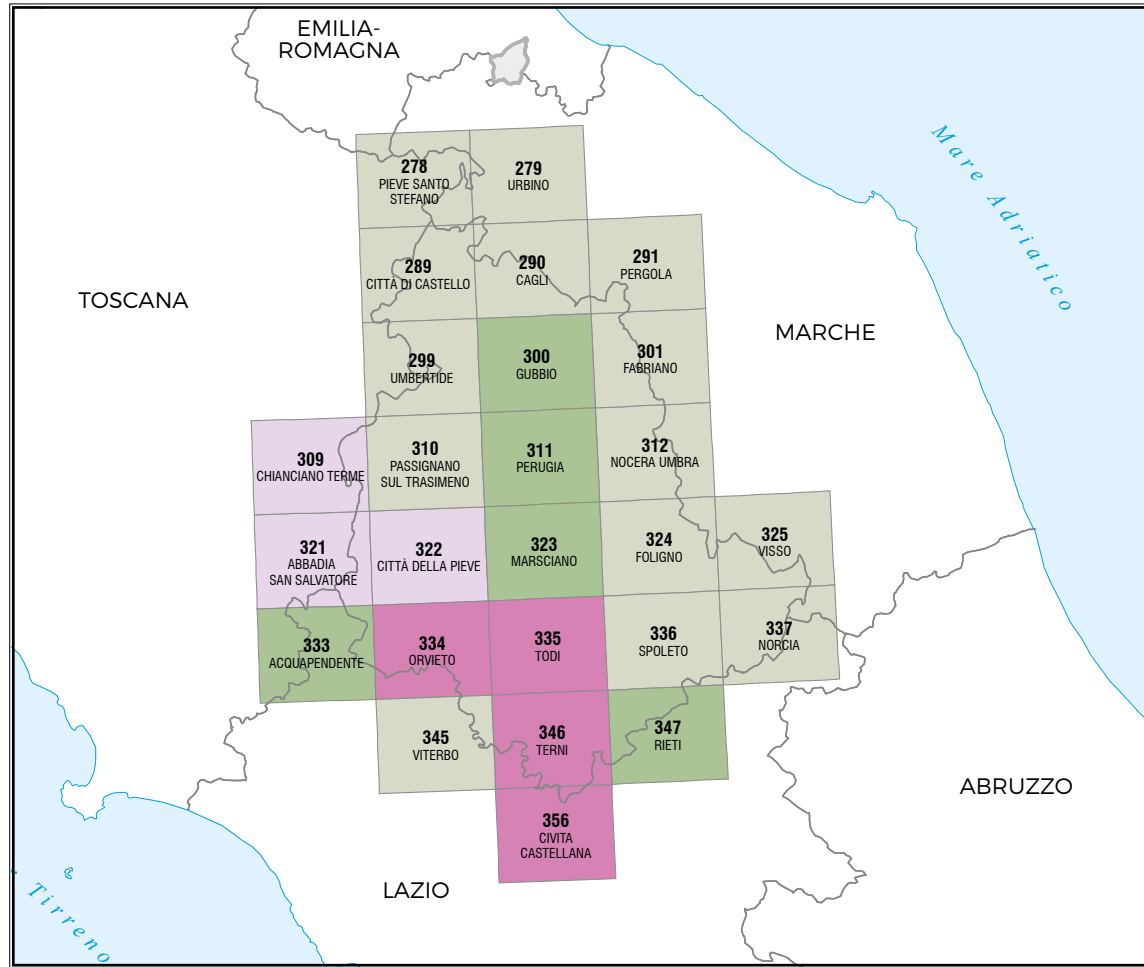 EMILIA-
ROMAGNA
Mare Adriatico
278
PIEVE SANTO
STEFANO
279
URBINO
289
CITTÀ DI CASTELLO
290
CAGLI
291
PERGOLA
TOSCANA
MARCHE
299
UMBERTIDE
300
GUBBIO
301
FABRIANO
309
CHIANCIANO TERME
310
PASSIGNANO
SUL TRASIMENO
311
PERUGIA
312
NOCERA UMBRA
321
ABBADIA
SAN SALVATORE
322
CITTÀ DELLA PIEVE
323
MARSCIANO
324
FOLIGNO
325
VISSO
333
ACQUAPENDENTE
334
ORVIETO
335
TODI
336
SPOLETO
337
NORCIA
345
VITERBO
346
TERNI
347
RIETI
ABRUZZO
356
CIVITA
CASTELLANA
LAZIO
Tirreno